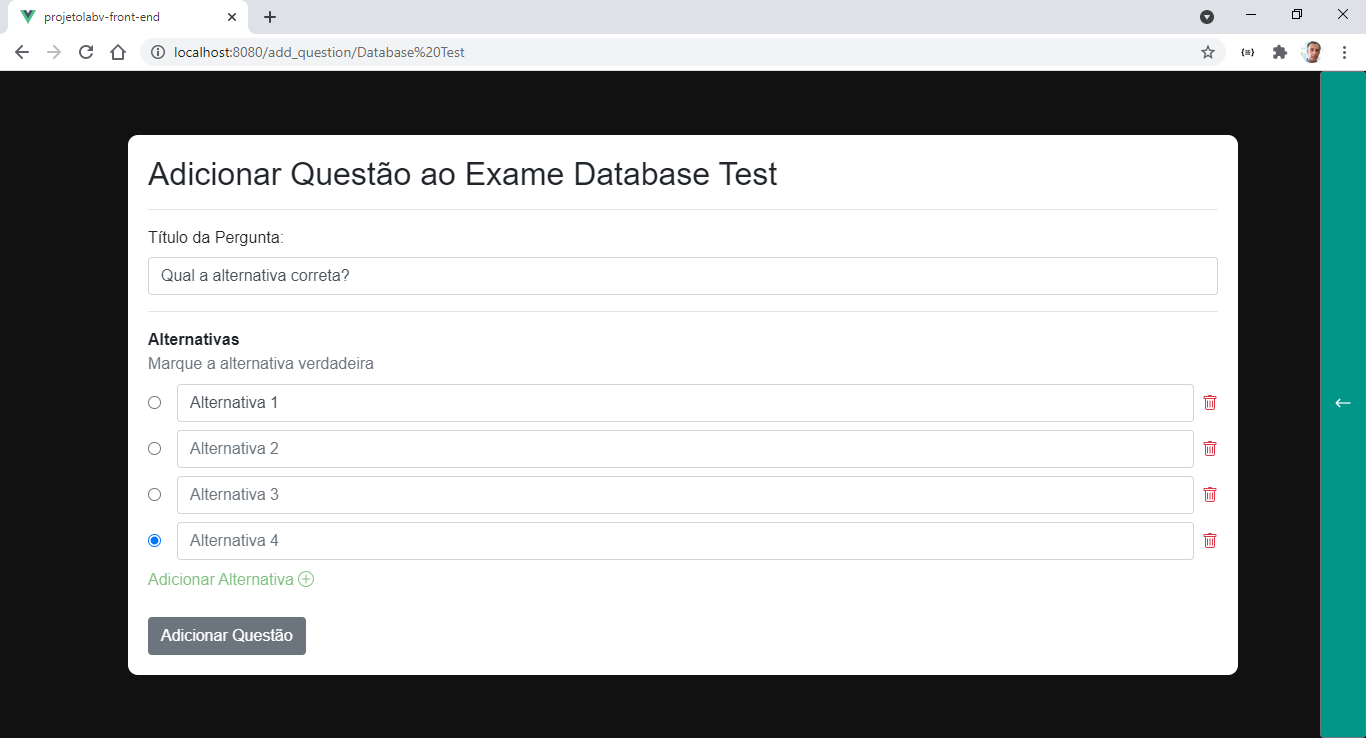 projetolabv-front-end
localhost:8080/add_question/Database%20Test
Adicionar Questão ao Exame Database Test
Título da Pergunta:
Qual a alternativa correta?
Alternativas
Marque a alternativa verdadeira
Alternativa 1
Alternativa 2
Alternativa 3
Alternativa 4
Adicionar Alternativa
Adicionar Questão